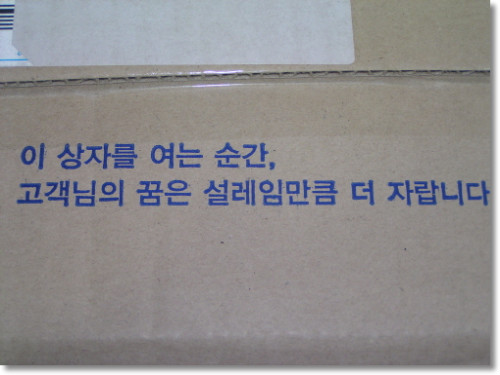 이 상자를 여는 순간,
고객님의 꿈은 설레임만큼 더 자랍니다